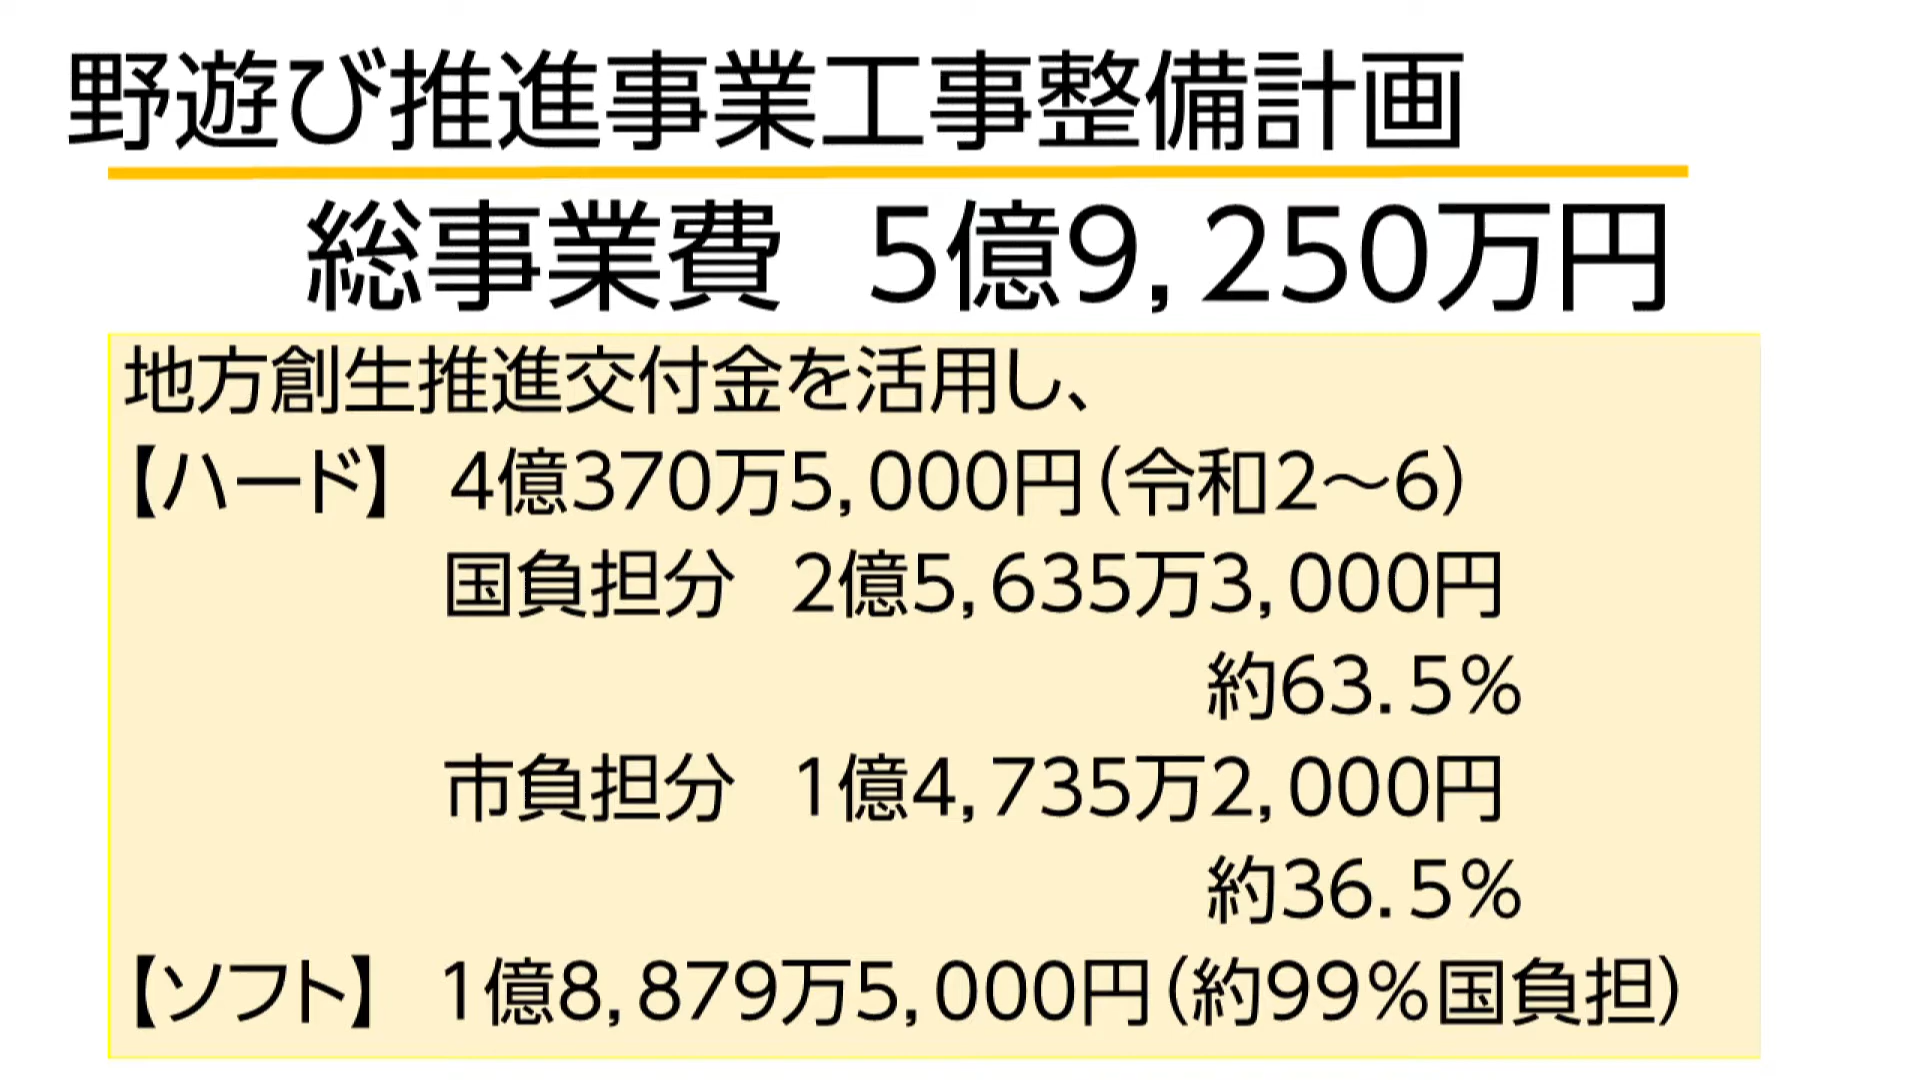 野遊び推進事業工事整備計画
総事業費　5億9,250万円
地方創生推進交付金を活用し、
【ハード】　4億370万5,000円(令和2～6)
国負担分　2億5,635万3,000円
約63.5%
市負担分　1億4,735万2,000円
約36.5%
【ソフト】　1億8,879万5,000円(約99%国負担)